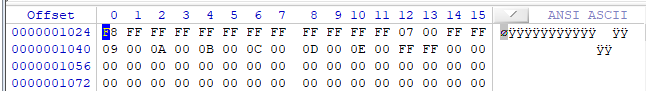 Offset 0 1 2 3 4 5 6 7 8 9 10 11 12 13 14 15 ANSI ASCII
0000001024 F8 FF FF FF FF FF FF FF FF FF FF FF 07 00 FF FF øÿÿÿÿÿÿÿÿÿÿÿ ÿÿ
0000001040 09 00 0A 00 0B 00 0C 00 0D 00 0E 00 FF FF 00 00 ÿÿ
0000001056 00 00 00 00 00 00 00 00 00 00 00 00 00 00 00 00
0000001072 00 00 00 00 00 00 00 00 00 00 00 00 00 00 00 00